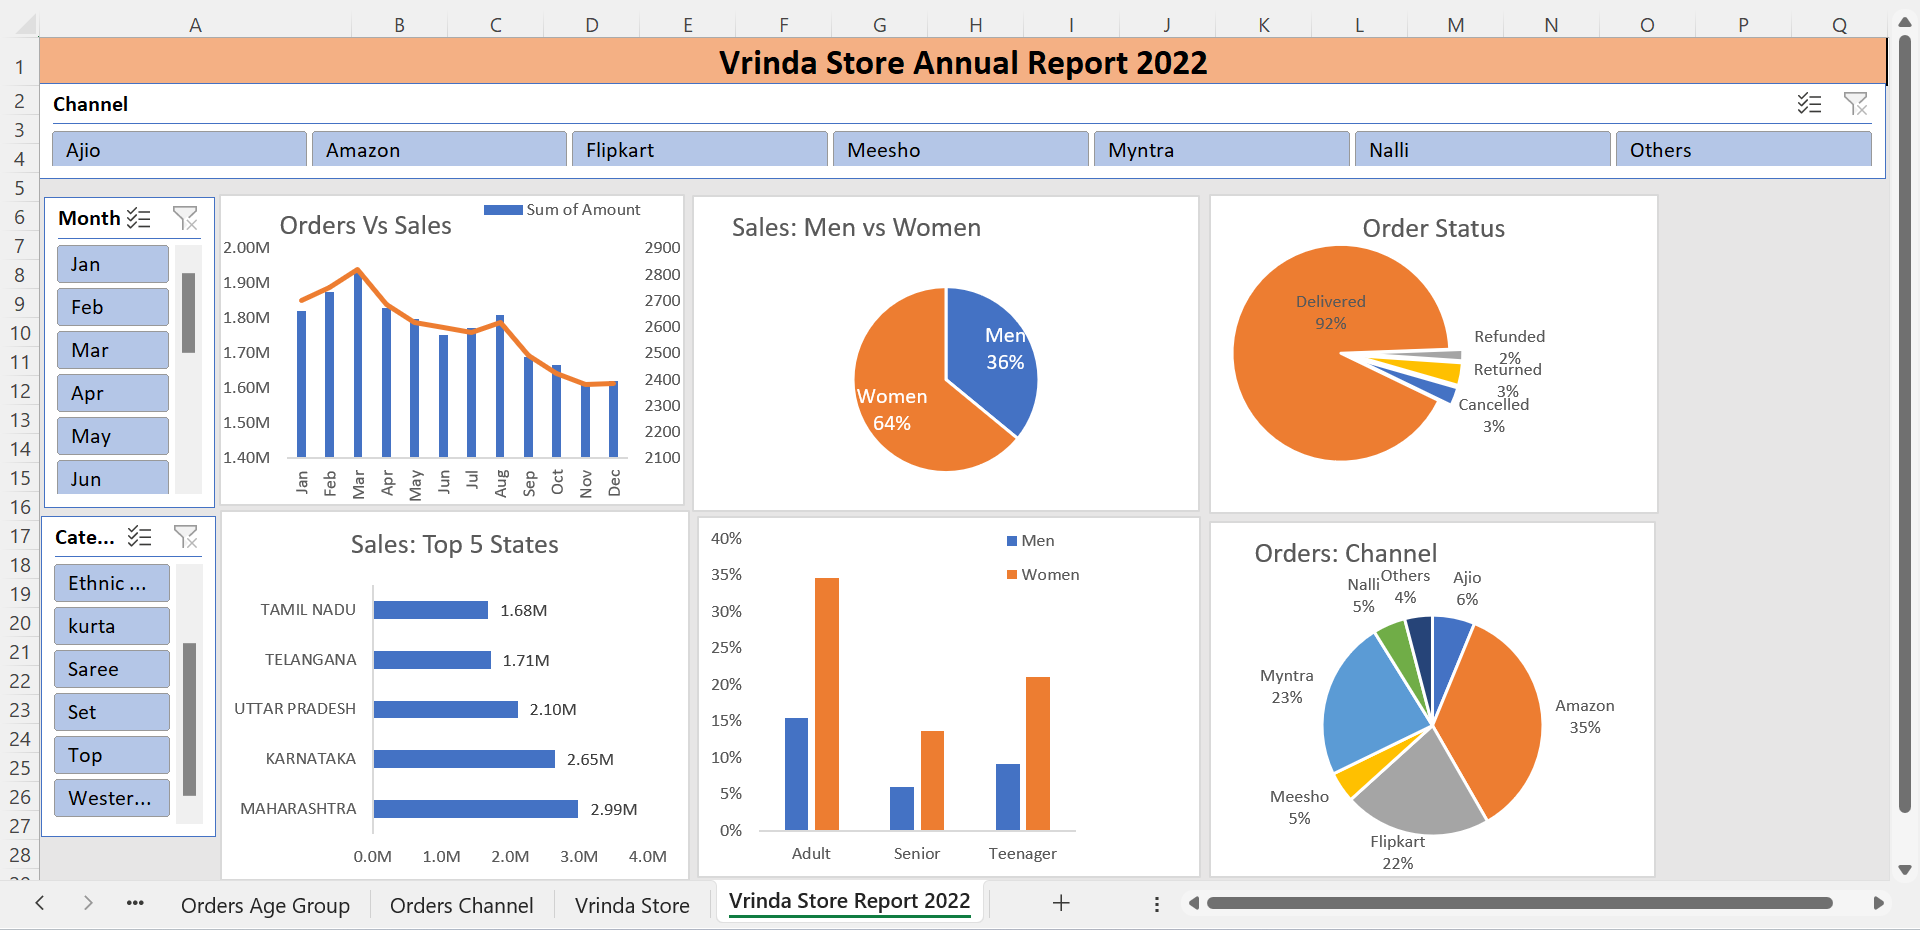 A B C D E F G H I J K L M N O P Q
1
2
3
4
5
6
7
8
9
10
11
12
13
14
15
16
17
18
19
20
21
22
23
24
25
26
27
28
Vrinda Store Annual Report 2022
Channel
Ajio Amazon Flipkart Meesho Myntra Nalli Others
Month
Jan
Feb
Mar
Apr
May
Jun
Orders Vs Sales
Sum of Amount
2.00M
1.90M
1.80M
1.70M
1.60M
1.50M
1.40M
2900
2800
2700
2600
2500
2400
2300
2200
2100
Jan Feb Mar Apr May Jun Jul Aug Sep Oct Nov Dec
Sales: Men vs Women
Men
36%
Women
64%
Order Status
Delivered
92%
Refunded
2%
Returned
3%
Cancelled
3%
Cate...
Ethnic ...
kurta
Saree
Set
Top
Wester...
Sales: Top 5 States
TAMIL NADU 1.68M
TELANGANA 1.71M
UTTAR PRADESH 2.10M
KARNATAKA 2.65M
MAHARASHTRA 2.99M
0.0M 1.0M 2.0M 3.0M 4.0M
40%
35%
30%
25%
20%
15%
10%
5%
0%
Men
Women
Adult Senior Teenager
Orders: Channel
Nalli
5%
Others
4%
Ajio
6%
Myntra
23%
Amazon
35%
Meesho
5%
Flipkart
22%
Orders Age Group Orders Channel Vrinda Store Vrinda Store Report 2022